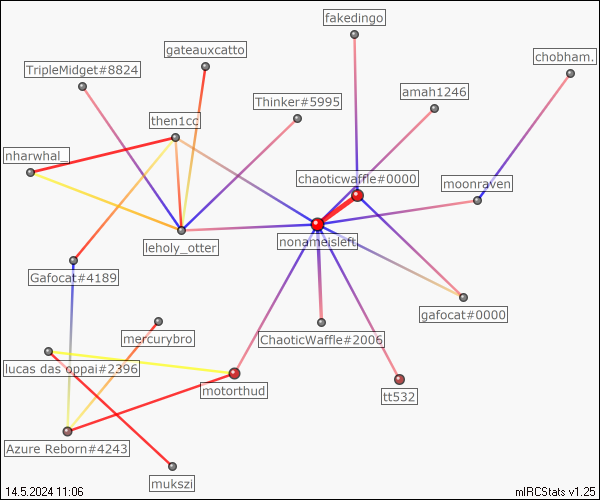 fakedingo
gateauxcatto
chobham.
TripleMidget#8824
amah1246
Thinker#5995
then1cc
nharwhal_
chaoticwaffle#0000
moonraven
nonameisleft
leholy_otter
Gafocat#4189
gafocat#0000
mercurybro
ChaoticWaffle#2006
lucas das oppai#2396
motorthud
tt532
Azure Reborn#4243
mukszi
14.5.2024 11:06
mIRCStats v1.25